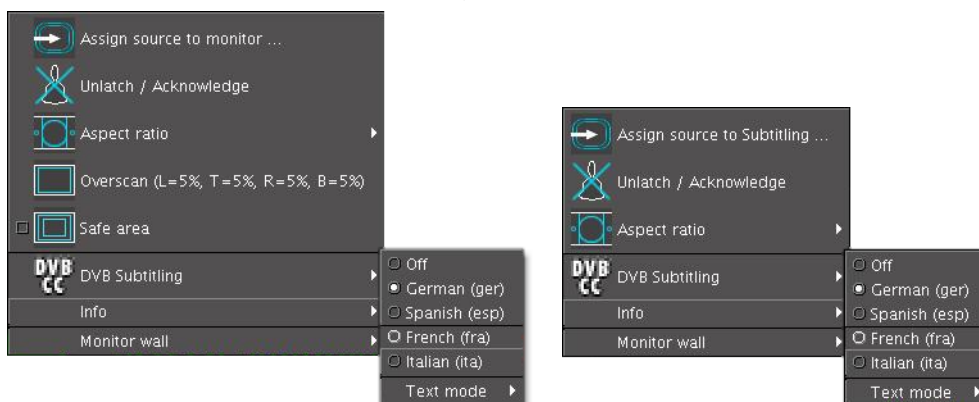 Assign source to monitor ...
Unlatch / Acknowledge
Aspect ratio
Overscan (L=5%, T=5%, R=5%, B=5%)
Safe area
DVB CC DVB Subtitling
Info
Monitor wall
Off
German (ger)
Spanish (esp)
French (fra)
Italian (ita)
Text mode
Assign source to Subtitling ...
Unlatch / Acknowledge
Aspect ratio
DVB CC DVB Subtitling
Info
Monitor wall
Off
German (ger)
Spanish (esp)
French (fra)
Italian (ita)
Text mode